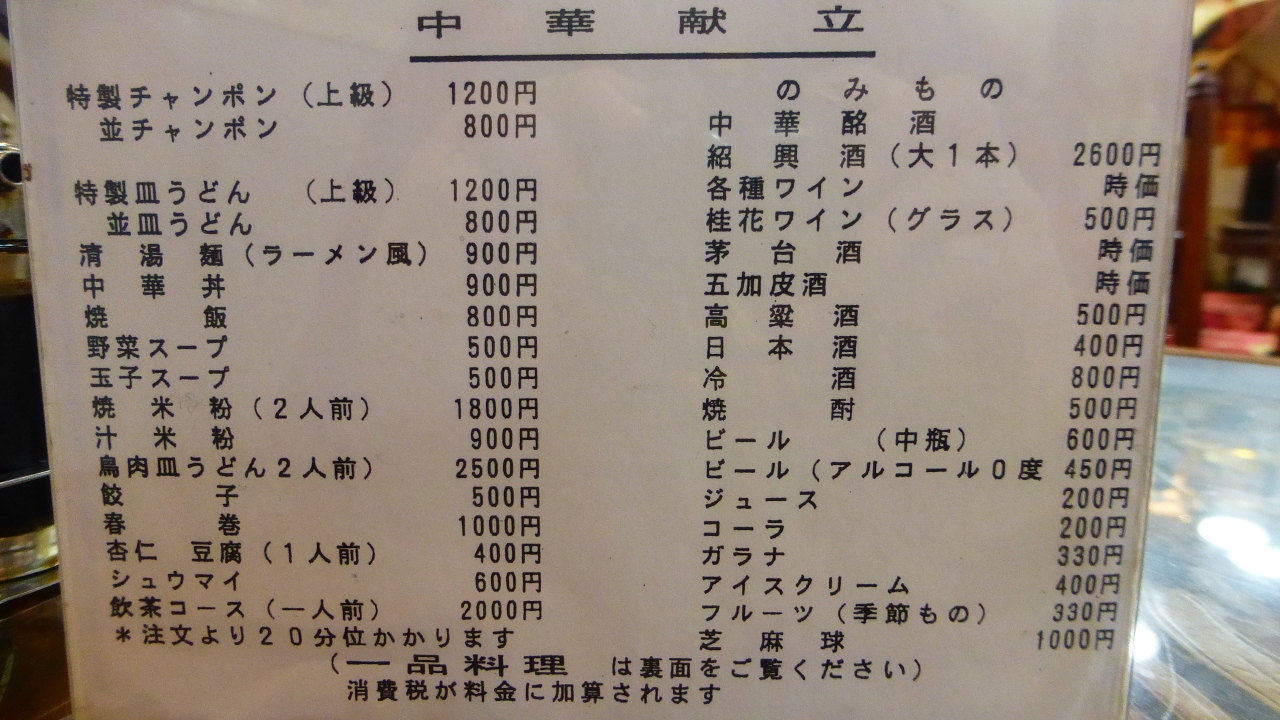 中華献立
特製チャンポン（上級） 1200円
並チャンポン 800円
特製皿うどん （上級） 1200円
並皿うどん 800円
清湯麺（ラーメン風） 900円
中華丼 900円
焼飯 800円
野菜スープ 500円
玉子スープ 500円
焼米粉（２人前） 1800円
汁米粉 900円
鳥肉皿うどん２人前） 2500円
餃子 500円
春巻 1000円
杏仁 豆腐（１人前） 400円
シュウマイ 600円
飲茶コース（一人前） 2000円
＊注文より２０分位かかります
のみもの
中華酩酒
紹興酒（大１本） 2600円
各種ワイン 時価
桂花ワイン（グラス） 500円
茅台酒 時価
五加皮酒 時価
高粱酒 500円
日本酒 400円
冷酒 800円
焼酎 500円
ビール （中瓶） 600円
ビール（アルコール０度 450円
ジュース 200円
コーラ 200円
ガラナ 330円
アイスクリーム 400円
フルーツ（季節もの） 330円
芝麻球 1000円
（一品料理 は裏面をご覧ください）
消費税が料金に加算されます